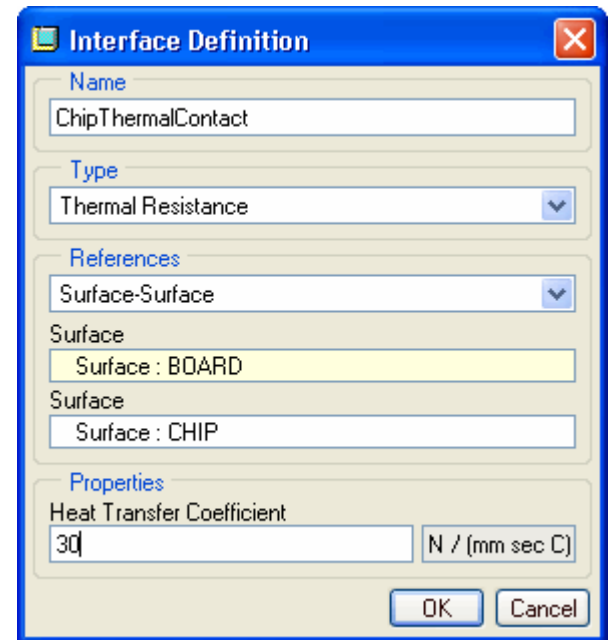 Interface Definition
Name
ChipThermalContact
Type
Thermal Resistance
References
Surface-Surface
Surface
Surface : BOARD
Surface
Surface : CHIP
Properties
Heat Transfer Coefficient
30 N / (mm sec C)
OK Cancel